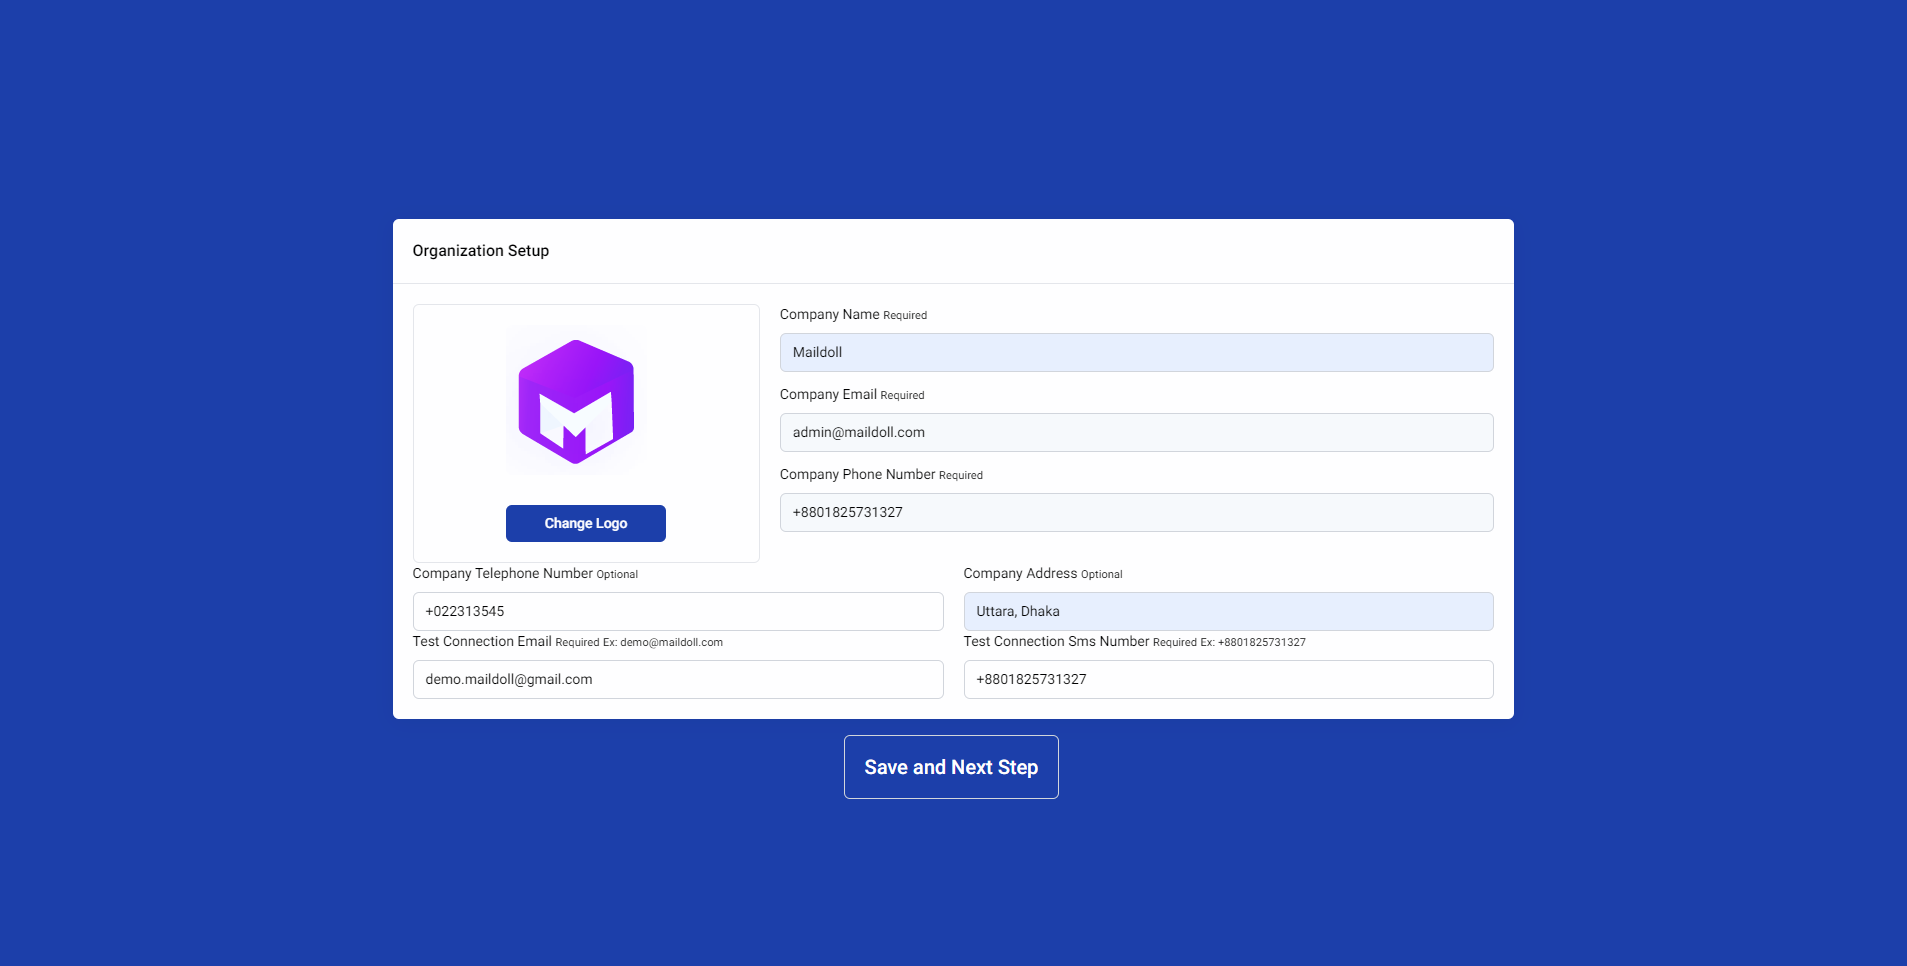 Organization Setup
Change Logo
Company Name Required
Maildoll
Company Email Required
admin@maildoll.com
Company Phone Number Required
+8801825731327
Company Telephone Number Optional
+022313545
Company Address Optional
Uttara, Dhaka
Test Connection Email Required Ex: demo@maildoll.com
demo.maildoll@gmail.com
Test Connection Sms Number Required Ex: +8801825731327
+8801825731327
Save and Next Step